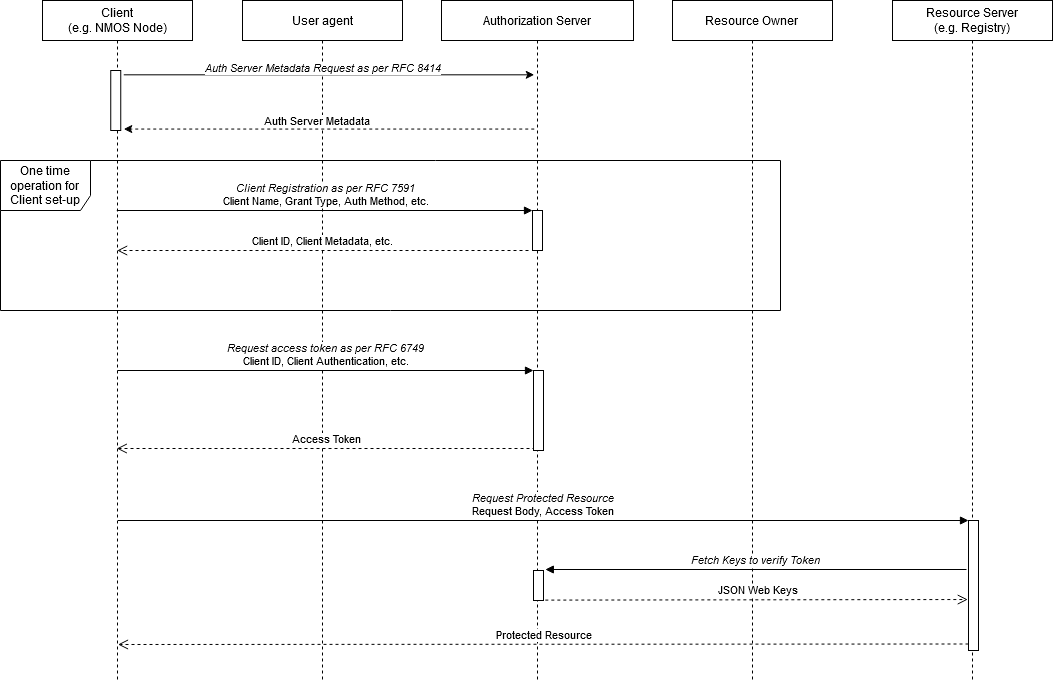 Client
(e.g. NMOS Node)
User agent
Authorization Server
Resource Owner
Resource Server
(e.g. Registry)
Auth Server Metadata Request as per RFC 8414
Auth Server Metadata
One time
operation for
Client set-up
Client Registration as per RFC 7591
Client Name, Grant Type, Auth Method, etc.
Client ID, Client Metadata, etc.
Request access token as per RFC 6749
Client ID, Client Authentication, etc.
Access Token
Request Protected Resource
Request Body, Access Token
Fetch Keys to verify Token
JSON Web Keys
Protected Resource